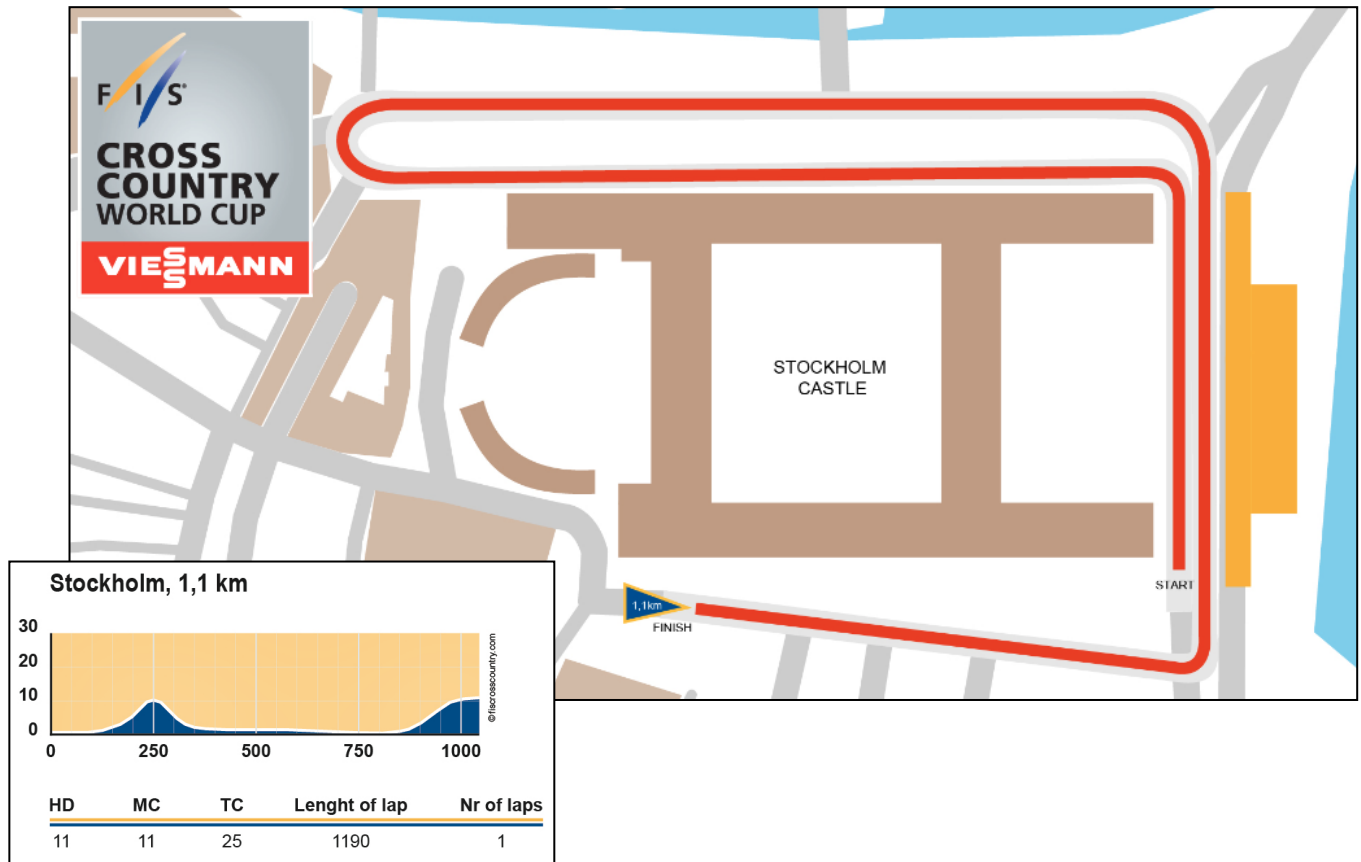 F I S
CROSS
COUNTRY
WORLD CUP
VIESSMANN
STOCKHOLM
CASTLE
START
1,1km
FINISH
Stockholm, 1,1 km
30
20
10
0
0 250 500 750 1000
©fiscrosscountry.com
HD MC TC Lenght of lap Nr of laps
11 11 25 1190 1